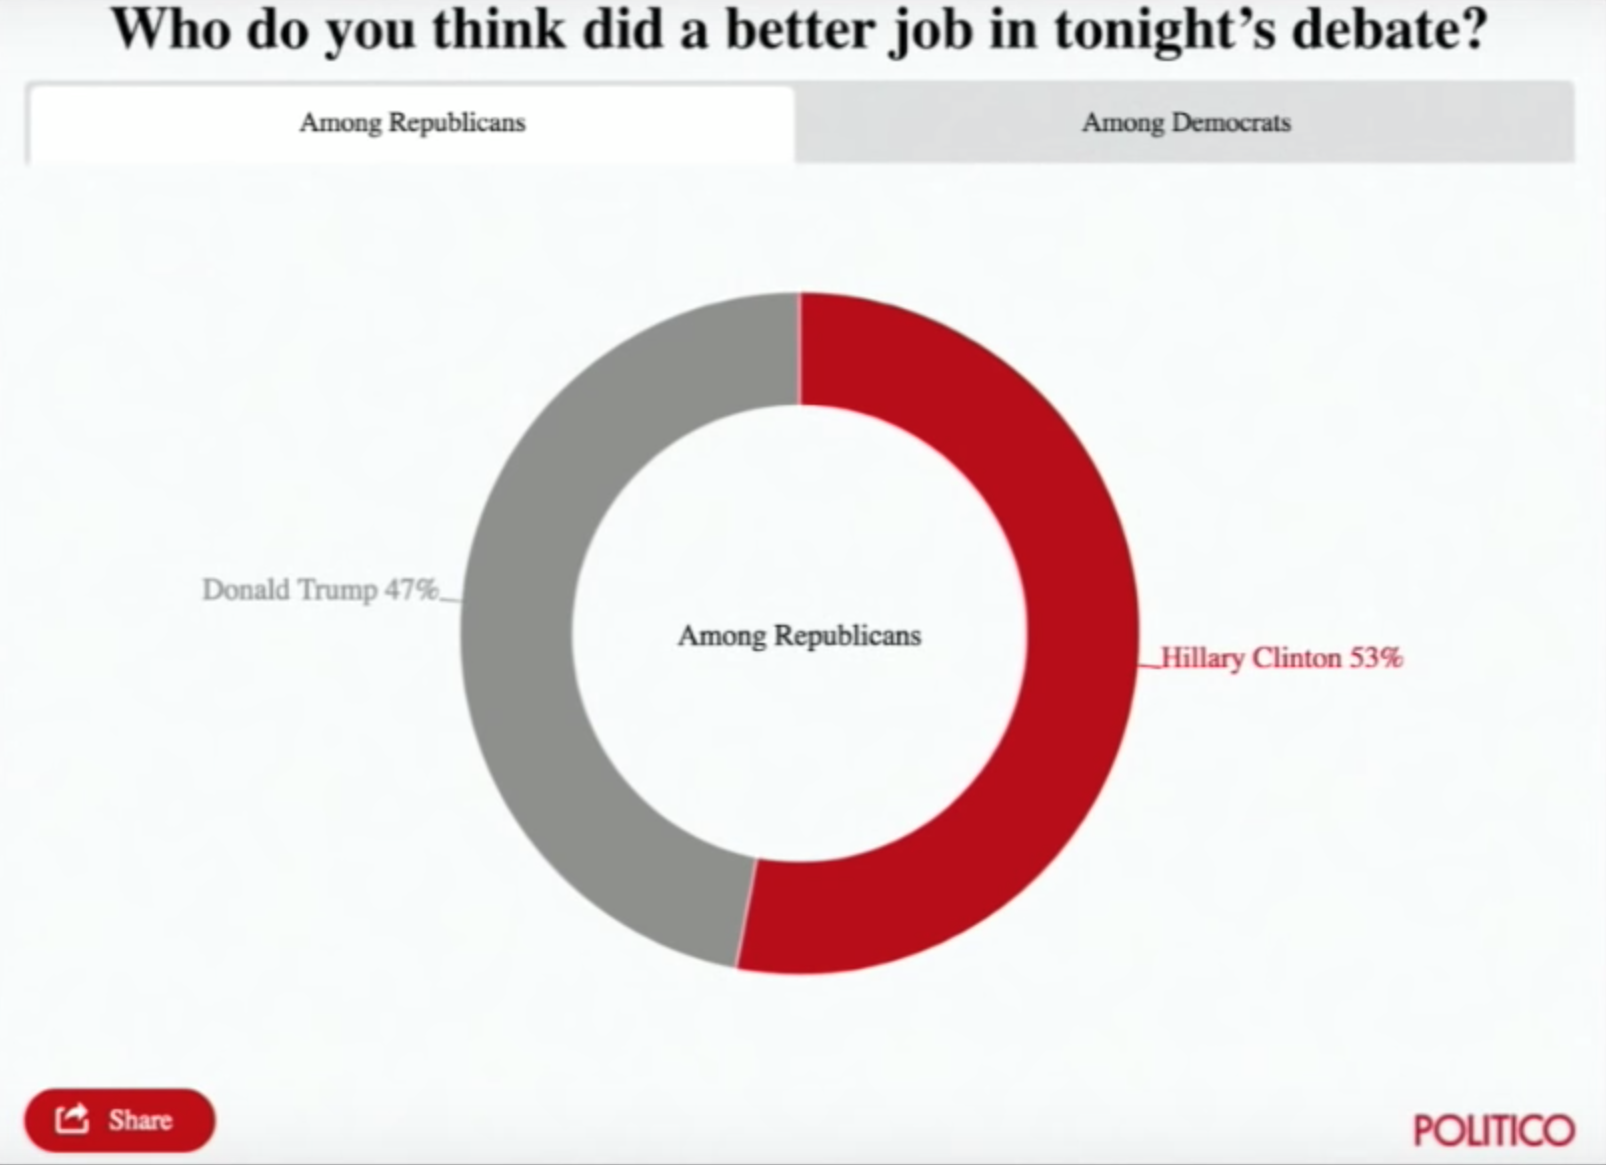 Who do you think did a better job in tonight’s debate?
Among Republicans
Among Democrats
Donald Trump 47%
Among Republicans
Hillary Clinton 53%
Share
POLITICO